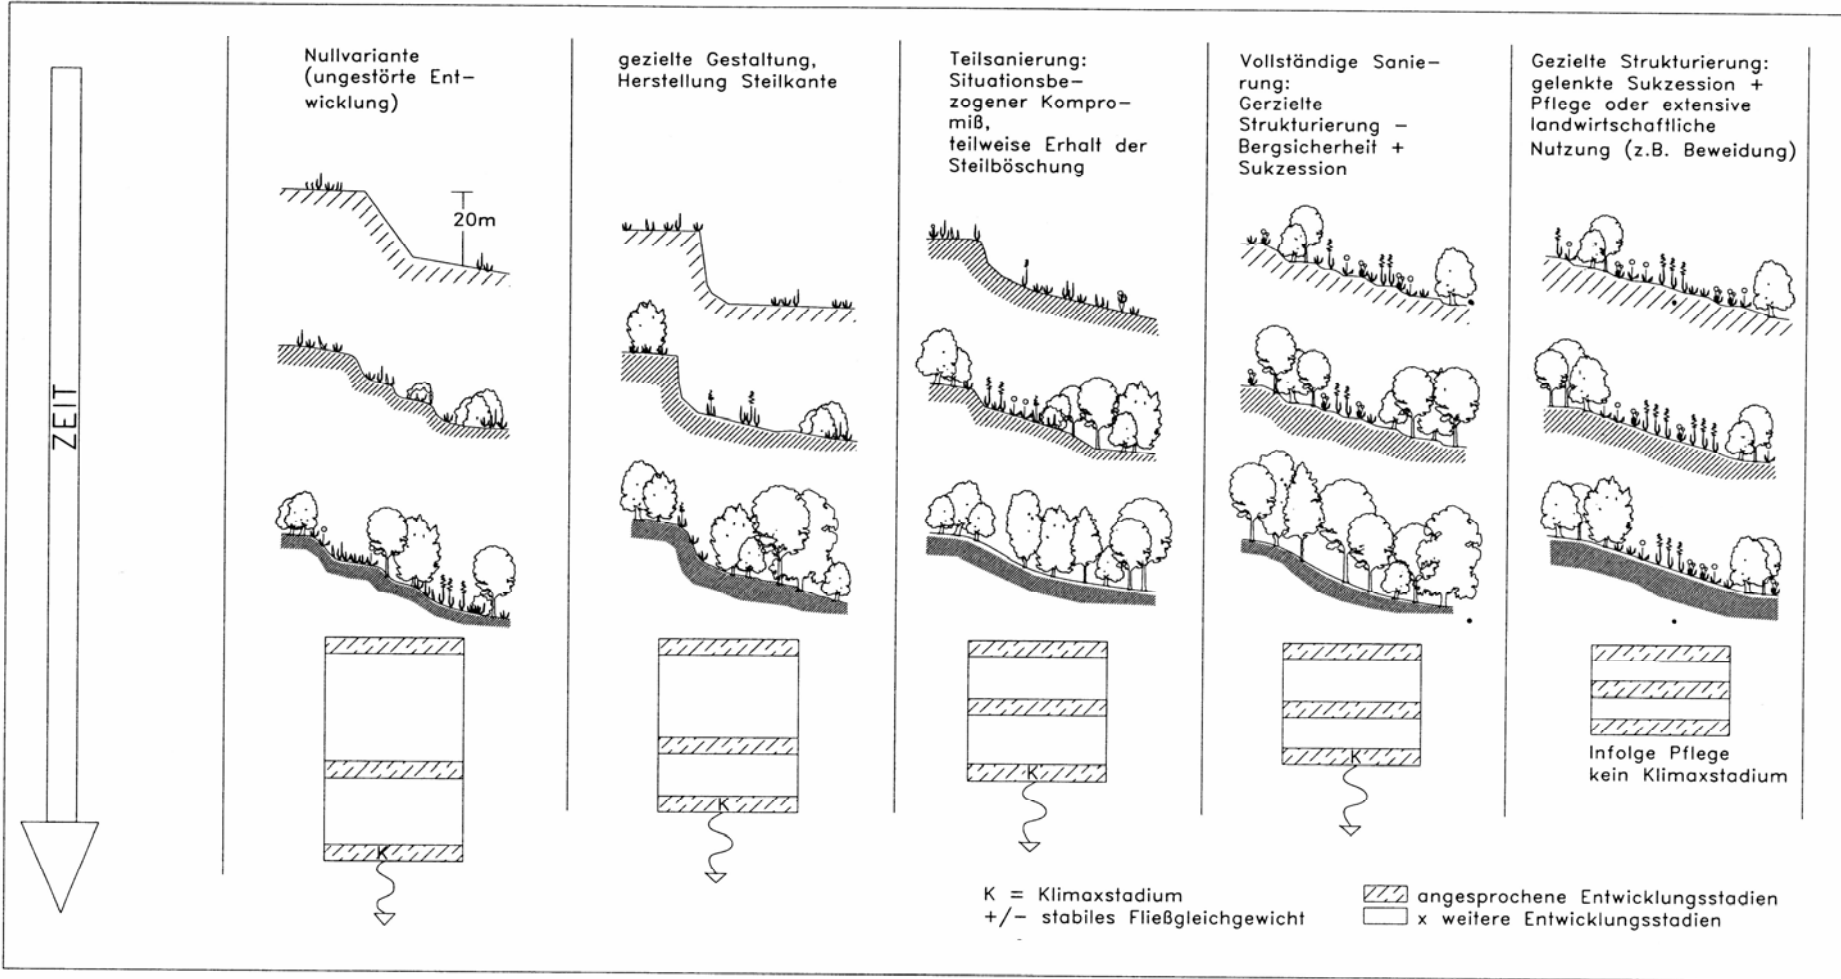 Nullvariante
(ungestörte Ent-
wicklung)
gezielte Gestaltung,
Herstellung Steilkante
Teilsanierung:
Situationsbe-
zogener Kompro-
miß,
teilweise Erhalt der
Steilböschung
Vollständige Sanie-
rung:
Gerzielte
Strukturierung -
Bergsicherheit +
Sukzession
Gezielte Strukturierung:
gelenkte Sukzession +
Pflege oder extensive
landwirtschaftliche
Nutzung (z.B. Beweidung)
20m
ZEIT
K
K
K
K
Infolge Pflege
kein Klimaxstadium
K = Klimaxstadium
+/- stabiles Fließgleichgewicht
angesprochene Entwicklungsstadien
x weitere Entwicklungsstadien